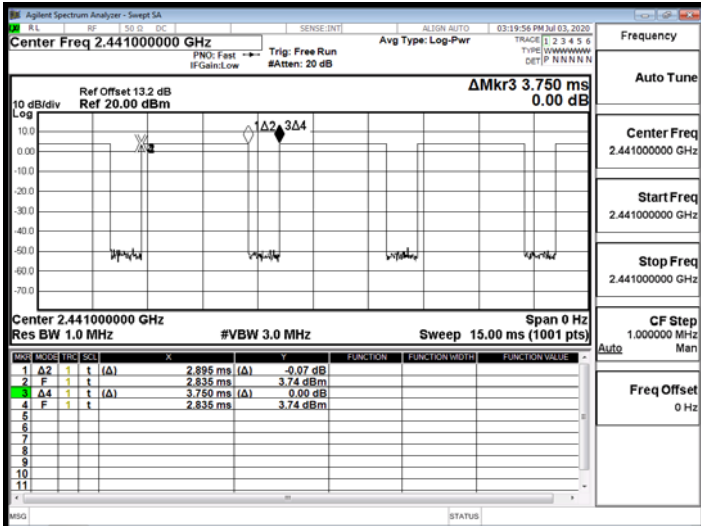 Agilent Spectrum Analyzer - Swept SA
RL RF 50 Ω DC SENSE:INT ALIGN AUTO 03:19:56 PM Jul 03, 2020 Frequency
Center Freq 2.441000000 GHz Avg Type: Log-Pwr TRACE 1 2 3 4 5 6
PNO: Fast Trig: Free Run TYPE WWWWWW
IFGain:Low #Atten: 20 dB DET P N N N N N
Auto Tune
ΔMkr3 3.750 ms
0.00 dB
Ref Offset 13.2 dB
10 dB/div Ref 20.00 dBm
Log
10.0
0.00
-10.0
-20.0
-30.0
-40.0
-50.0
-60.0
-70.0
1Δ2 3Δ4
Center Freq
2.441000000 GHz
Start Freq
2.441000000 GHz
Stop Freq
2.441000000 GHz
Center 2.441000000 GHz Span 0 Hz
Res BW 1.0 MHz #VBW 3.0 MHz Sweep 15.00 ms (1001 pts)
CF Step
1.000000 MHz
Auto Man
Freq Offset
0 Hz
MKR MODE TRC SCL X Y FUNCTION FUNCTION WIDTH FUNCTION VALUE
1 Δ2 1 t (Δ) 2.895 ms (Δ) -0.07 dB
2 F 1 t 2.835 ms 3.74 dBm
3 Δ4 1 t (Δ) 3.750 ms (Δ) 0.00 dB
4 F 1 t 2.835 ms 3.74 dBm
5
6
7
8
9
10
11
MSG STATUS